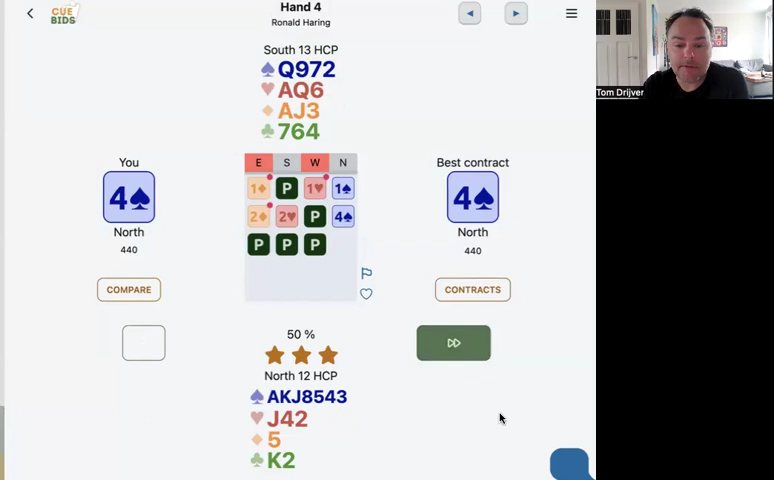 Hand 4
Ronald Haring
CUE
BIDS
South 13 HCP
♠ Q972
♥ AQ6
♦ AJ3
♣ 764
You
4♠
North
440
COMPARE
E S W N
1♦ P 1♥ 1♠
2♦ 2♥ P 4♠
P P P
Best contract
4♠
North
440
CONTRACTS
50 %
North 12 HCP
♠ AKJ8543
♥ J42
♦ 5
♣ K2
Tom Drijver